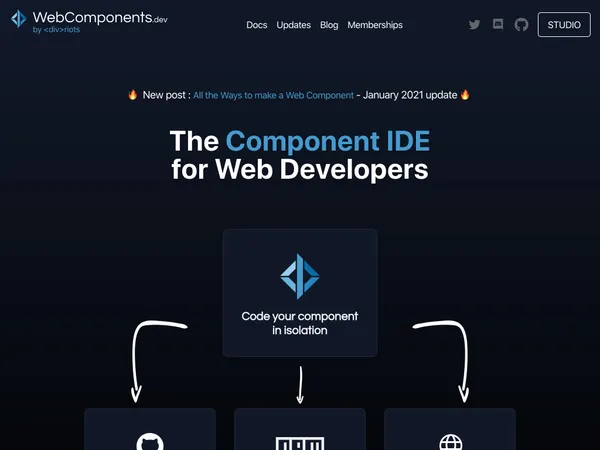 WebComponents.dev
by <div>riots
Docs Updates Blog Memberships
STUDIO
🔥 New post : All the Ways to make a Web Component - January 2021 update 🔥
The Component IDE
for Web Developers
Code your component
in isolation
npm